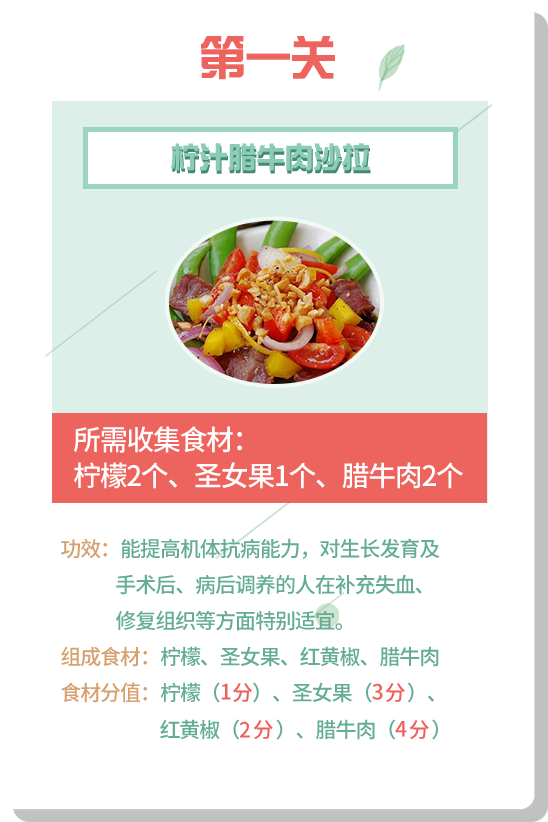 第一关
柠汁腊牛肉沙拉
所需收集食材：
柠檬2个、圣女果1个、腊牛肉2个
功效：能提高机体抗病能力，对生长发育及
手术后、病后调养的人在补充失血、
修复组织等方面特别适宜。
组成食材：柠檬、圣女果、红黄椒、腊牛肉
食材分值：柠檬（1分）、圣女果（3分）、
红黄椒（2分）、腊牛肉（4分）